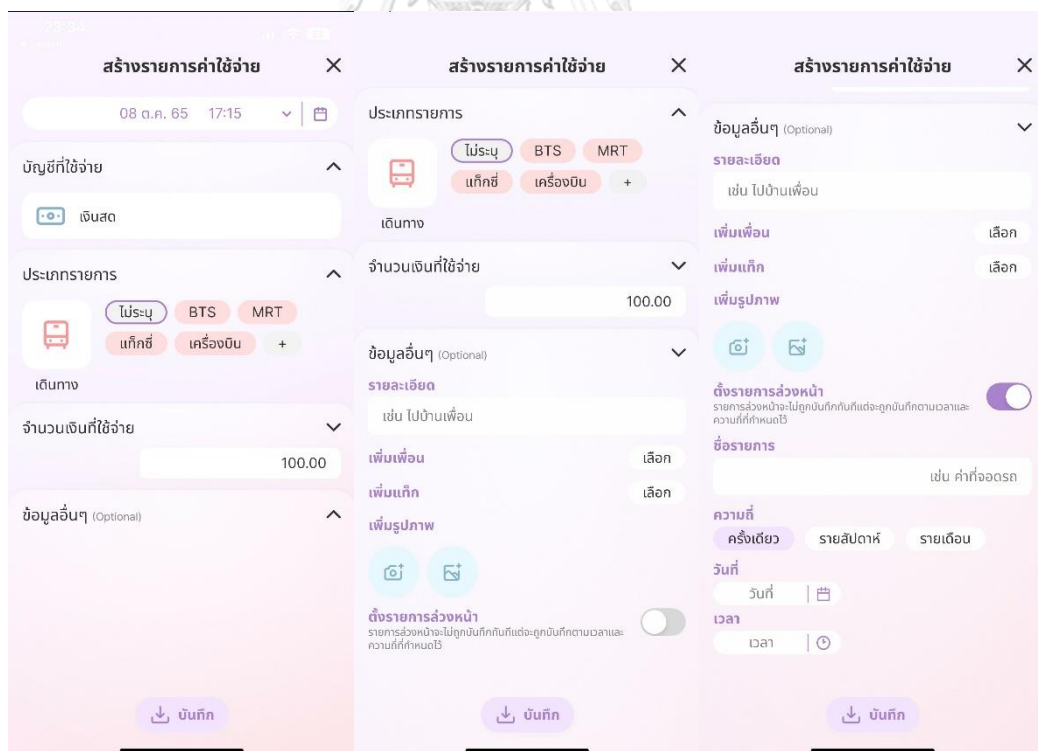 23:34
สร้างรายการค่าใช้จ่าย
08 ต.ค. 65 17:15
บัญชีที่ใช้จ่าย
เงินสด
ประเภทรายการ
ไม่ระบุ BTS MRT
แท็กซี่ เครื่องบิน +
เดินทาง
จำนวนเงินที่ใช้จ่าย
100.00
ข้อมูลอื่นๆ (Optional)
บันทึก
สร้างรายการค่าใช้จ่าย
ประเภทรายการ
ไม่ระบุ BTS MRT
แท็กซี่ เครื่องบิน +
เดินทาง
จำนวนเงินที่ใช้จ่าย
100.00
ข้อมูลอื่นๆ (Optional)
รายละเอียด
เช่น ไปบ้านเพื่อน
เพิ่มเพื่อน เลือก
เพิ่มแท็ก เลือก
เพิ่มรูปภาพ
ตั้งรายการล่วงหน้า
รายการล่วงหน้าจะไม่ถูกบันทึกทันทีแต่จะถูกบันทึกตามเวลาและ
ความถี่ที่กำหนดไว้
บันทึก
สร้างรายการค่าใช้จ่าย
ข้อมูลอื่นๆ (Optional)
รายละเอียด
เช่น ไปบ้านเพื่อน
เพิ่มเพื่อน เลือก
เพิ่มแท็ก เลือก
เพิ่มรูปภาพ
ตั้งรายการล่วงหน้า
รายการล่วงหน้าจะไม่ถูกบันทึกทันทีแต่จะถูกบันทึกตามเวลาและ
ความถี่ที่กำหนดไว้
ชื่อรายการ
เช่น ค่าที่จอดรถ
ความถี่
ครั้งเดียว รายสัปดาห์ รายเดือน
วันที่
วันที่
เวลา
เวลา
บันทึก